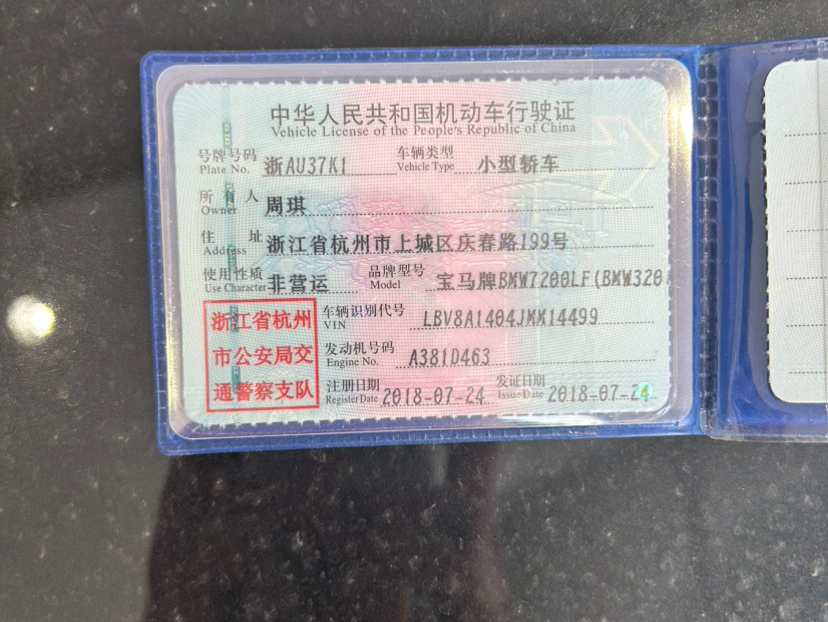 中华人民共和国机动车行驶证
Vehicle License of the People's Republic of China
号牌号码 浙AU37K1 车辆类型 小型轿车
Plate No. Vehicle Type
所有人 周琪
Owner
住址 浙江省杭州市上城区庆春路199号
Address
使用性质 非营运 品牌型号 宝马牌BMW7200LF(BMW320
Use Character Model
浙江省杭州
市公安局交
通警察支队
车辆识别代号 LBV8A1404JMM14499
VIN
发动机号码 A381D463
Engine No.
注册日期 2018-07-24 发证日期 2018-07-24
Register Date Issue Date